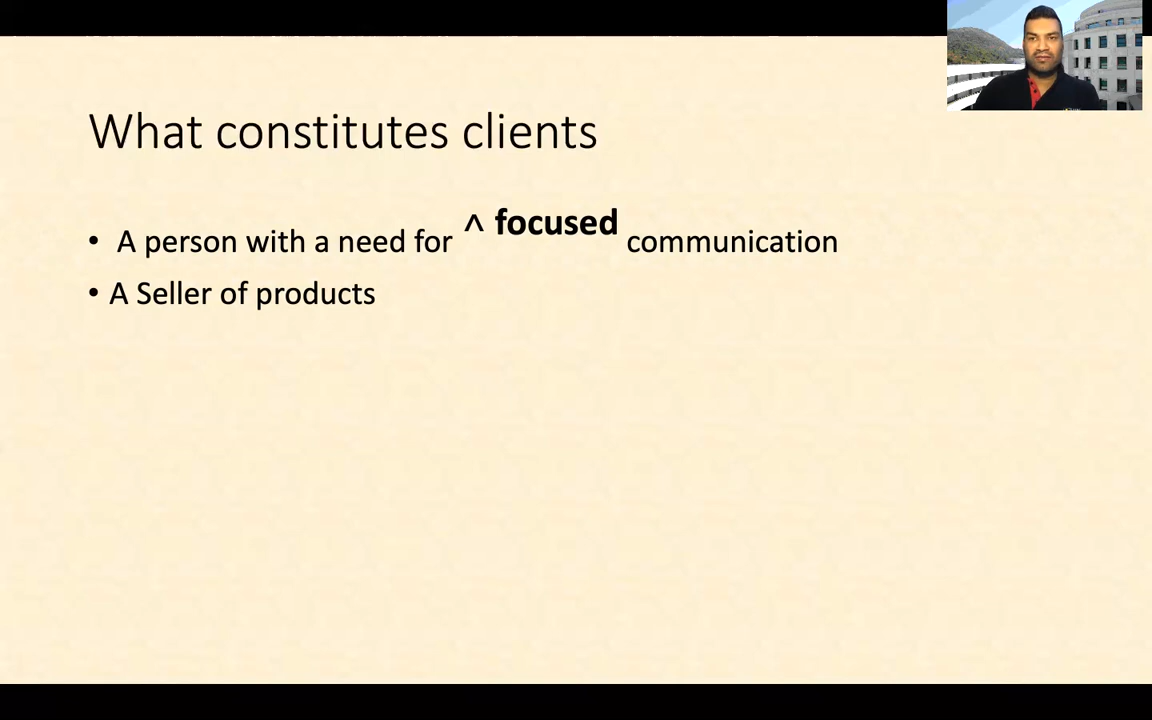 What constitutes clients
• A person with a need for ^ focused communication
• A Seller of products